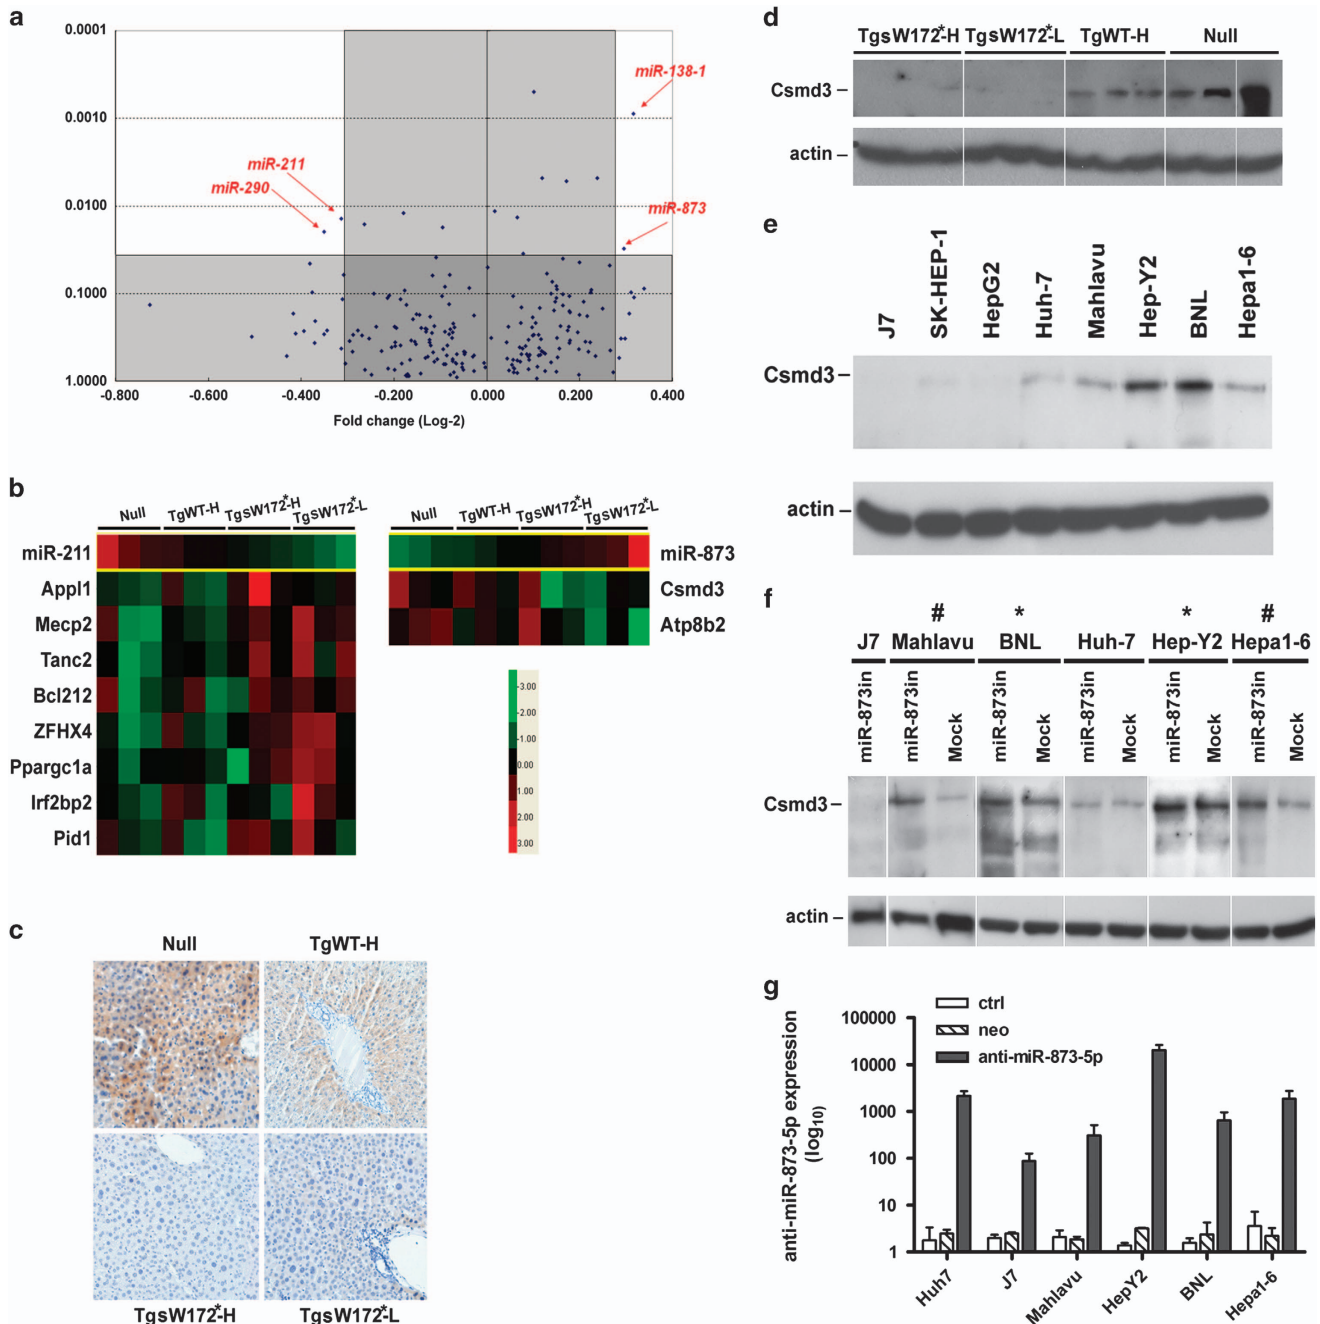 a
0.0001
0.0010
0.0100
0.1000
1.0000
miR-138-1
miR-211
miR-290
miR-873
-0.800 -0.600 -0.400 -0.200 0.000 0.200 0.400
Fold change (Log-2)
b
Null TgWT-H TgsW172*-H TgsW172*-L
miR-211
Appl1
Mecp2
Tanc2
Bcl212
ZFHX4
Ppargc1a
Irf2bp2
Pid1
Null TgWT-H TgsW172*-H TgsW172*-L
miR-873
Csmd3
Atp8b2
-3.00
-2.00
-1.00
0.00
1.00
2.00
3.00
c
Null TgWT-H
TgsW172*-H TgsW172*-L
d
TgsW172*-H TgsW172*-L TgWT-H Null
Csmd3
actin
e
J7 SK-HEP-1 HepG2 Huh-7 Mahlavu Hep-Y2 BNL Hepa1-6
Csmd3
actin
f
# * * #
J7 Mahlavu BNL Huh-7 Hep-Y2 Hepa1-6
miR-873in miR-873in Mock miR-873in Mock miR-873in Mock miR-873in Mock miR-873in Mock
Csmd3
actin
g
ctrl
neo
anti-miR-873-5p
anti-miR-873-5p expression
(log10)
100000
10000
1000
100
10
1
Huh7 J7 Mahlavu HepY2 BNL Hepa1-6